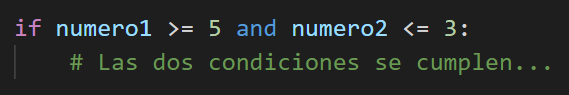 if numero1 >= 5 and numero2 <= 3:
# Las dos condiciones se cumplen...